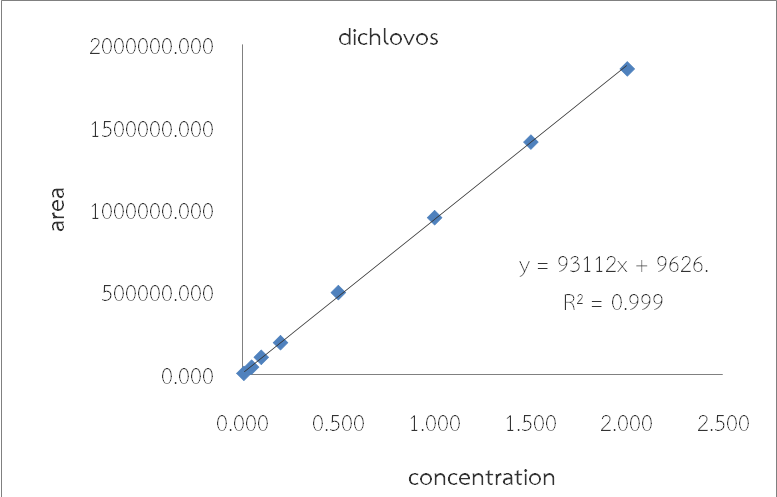 dichlovos
2000000.000
1500000.000
1000000.000
500000.000
0.000
area
y = 93112x + 9626.
R² = 0.999
0.000 0.500 1.000 1.500 2.000 2.500
concentration